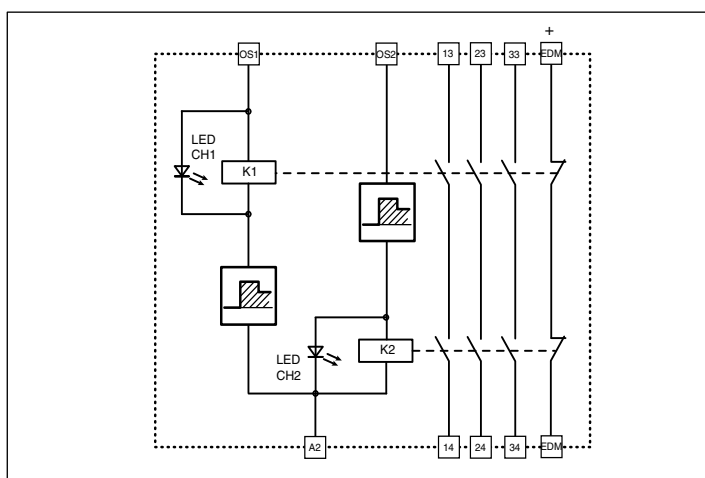 +
OS1 OS2 13 23 33 EDM
LED
CH1
K1
LED
CH2
K2
A2 14 24 34 EDM